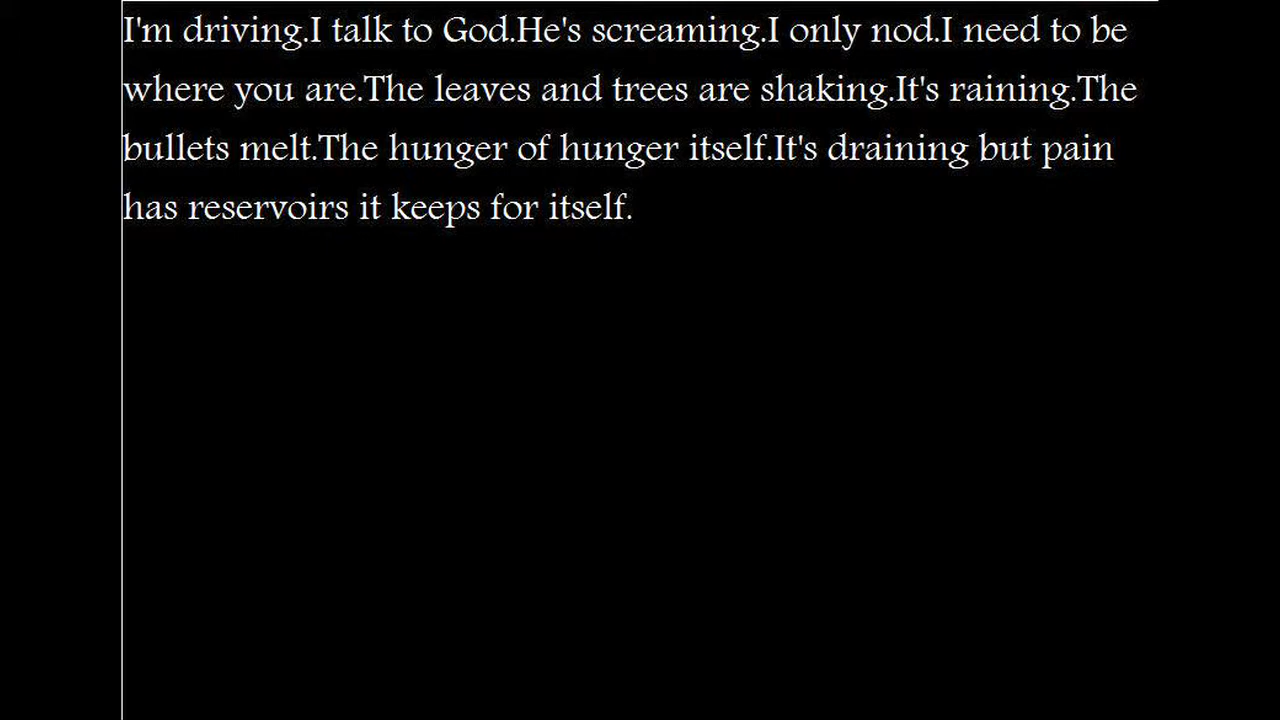 I'm driving.I talk to God.He's screaming.I only nod.I need to be
where you are.The leaves and trees are shaking.It's raining.The
bullets melt.The hunger of hunger itself.It's draining but pain
has reservoirs it keeps for itself.